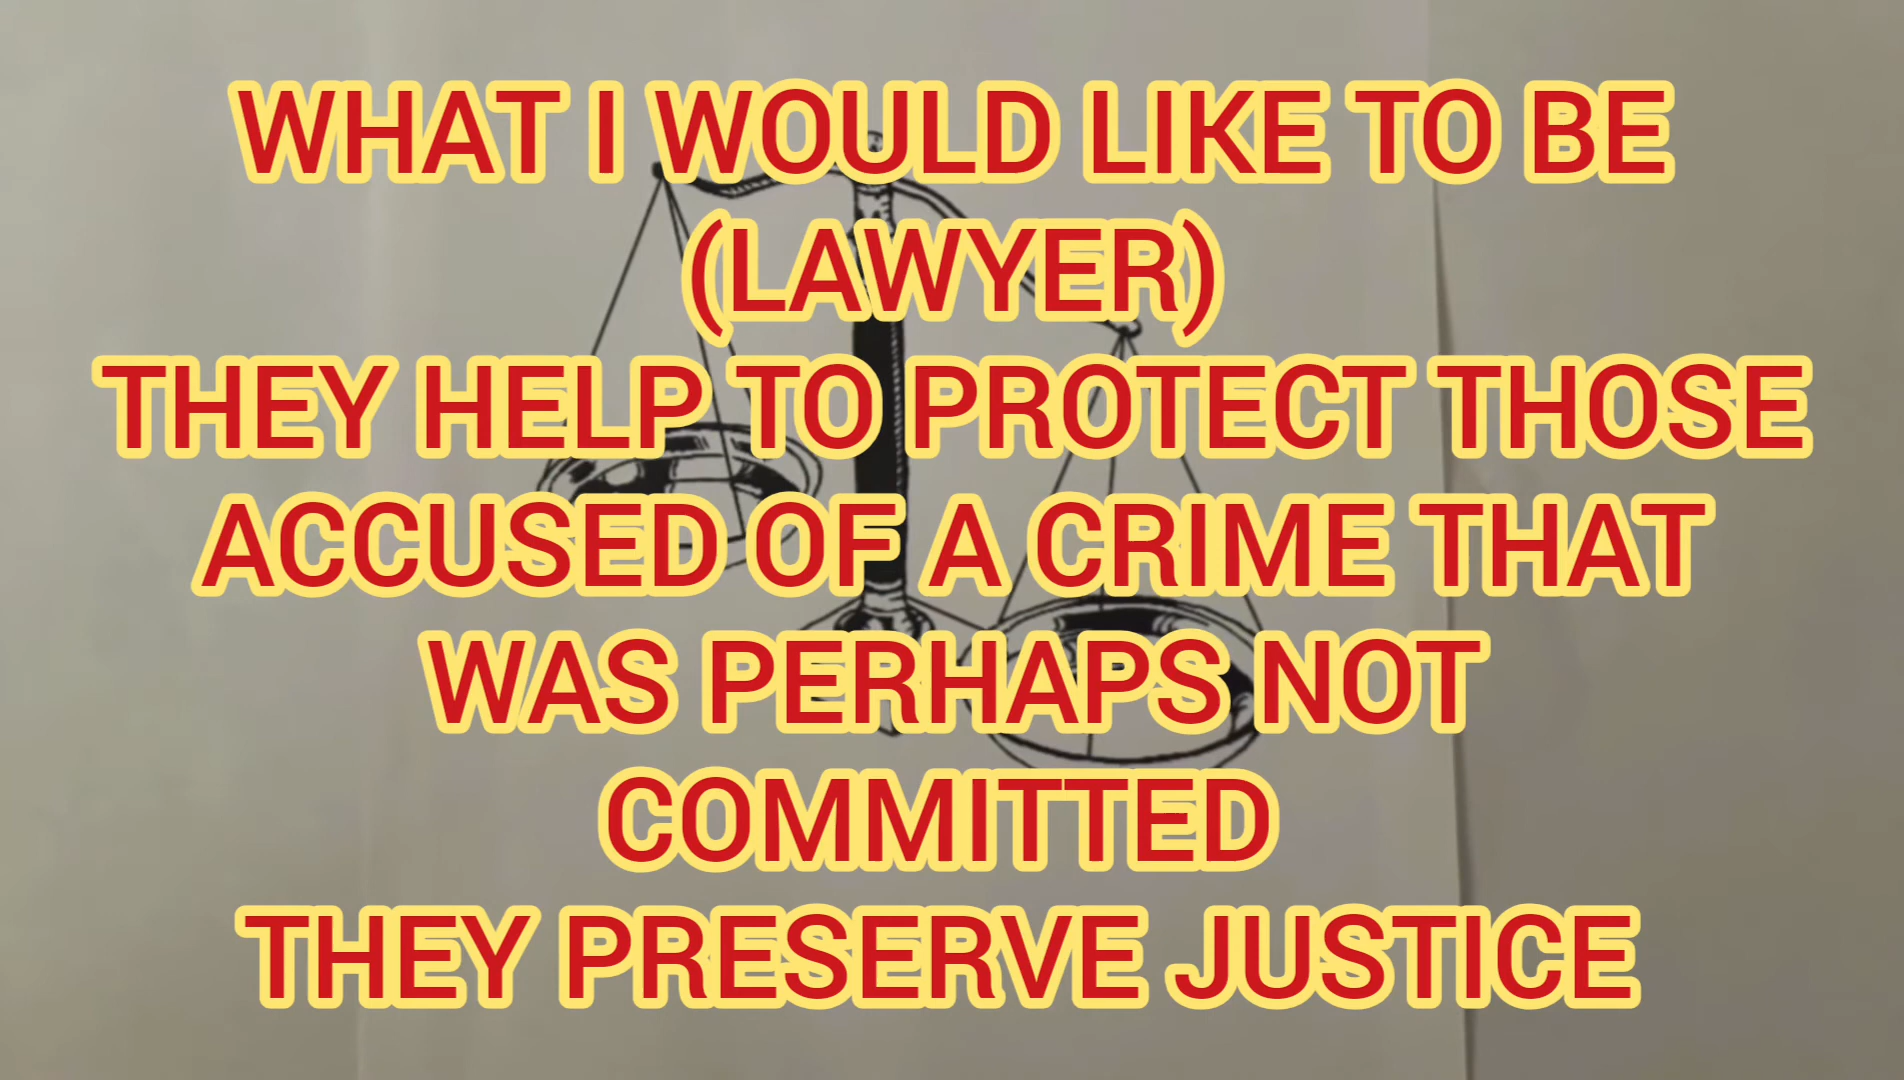 WHAT I WOULD LIKE TO BE
(LAWYER)
THEY HELP TO PROTECT THOSE
ACCUSED OF A CRIME THAT
WAS PERHAPS NOT
COMMITTED
THEY PRESERVE JUSTICE